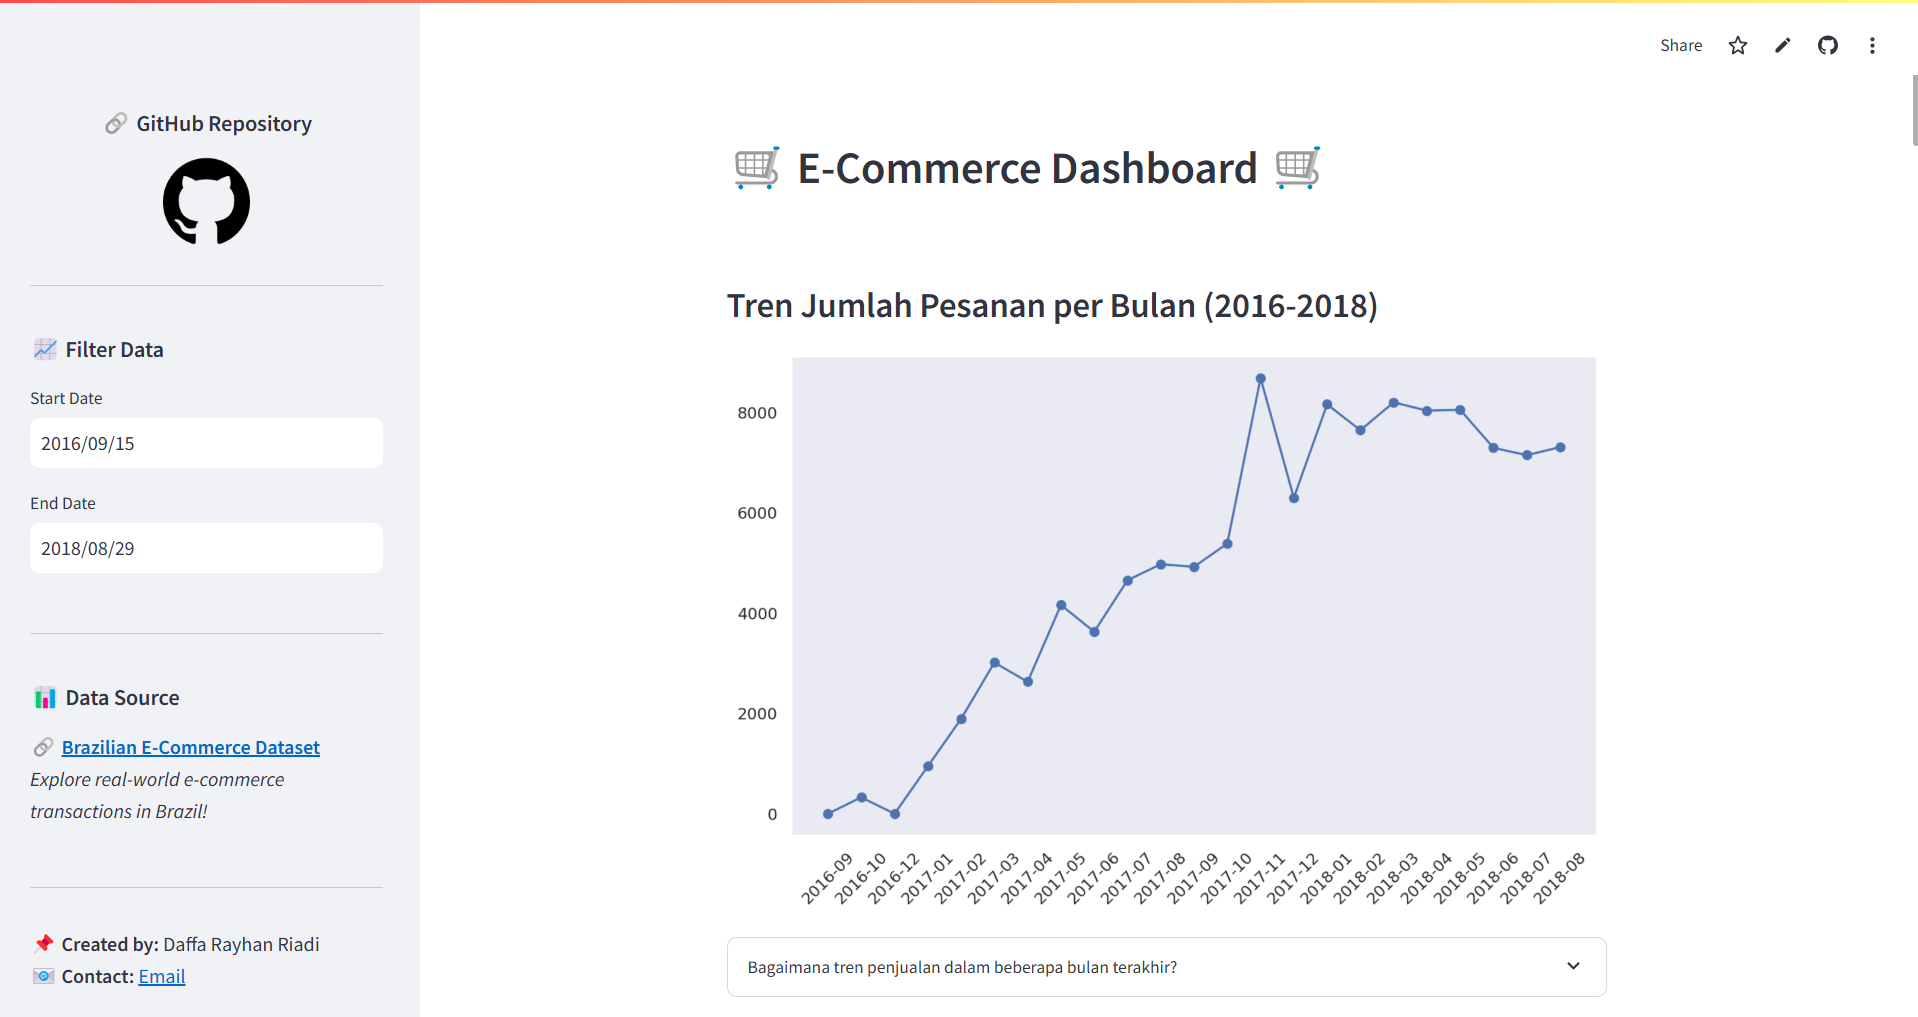 Share
GitHub Repository
Filter Data
Start Date
2016/09/15
End Date
2018/08/29
Data Source
Brazilian E-Commerce Dataset
Explore real-world e-commerce
transactions in Brazil!
Created by: Daffa Rayhan Riadi
Contact: Email
E-Commerce Dashboard
Tren Jumlah Pesanan per Bulan (2016-2018)
8000
6000
4000
2000
0
2016-09
2016-10
2016-12
2017-01
2017-02
2017-03
2017-04
2017-05
2017-06
2017-07
2017-08
2017-09
2017-10
2017-11
2017-12
2018-01
2018-02
2018-03
2018-04
2018-05
2018-06
2018-07
2018-08
Bagaimana tren penjualan dalam beberapa bulan terakhir?